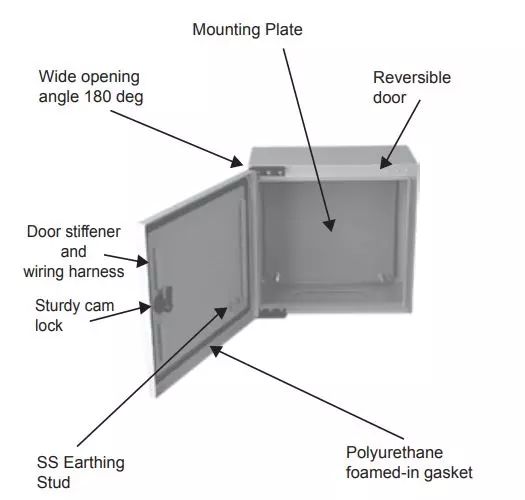 Mounting Plate
Wide opening
angle 180 deg
Reversible
door
Door stiffener
and
wiring harness
Sturdy cam
lock
SS Earthing
Stud
Polyurethane
foamed-in gasket